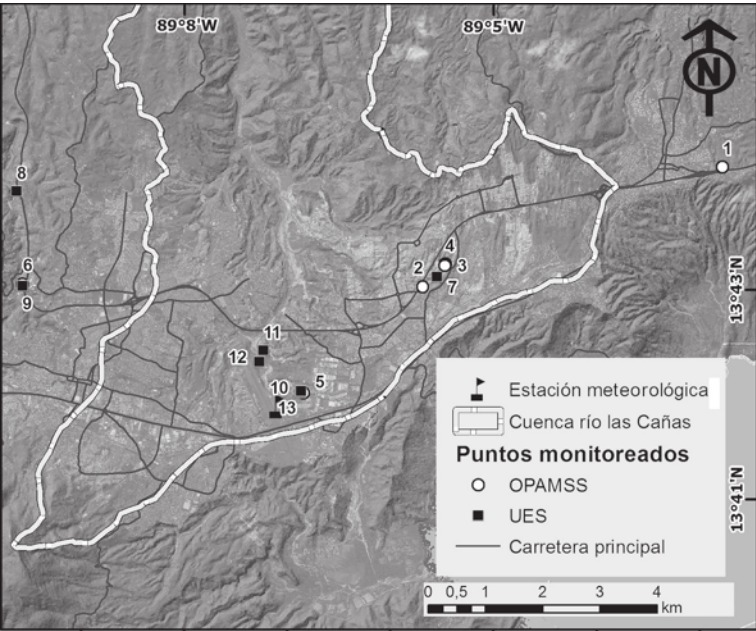 89°8'W 89°5'W
N
1
8
4
3
2
7
6
9
13°43'N
11
12
10 5
13
Estación meteorológica
Cuenca río las Cañas
Puntos monitoreados
OPAMSS
UES
Carretera principal
13°41'N
0 0,5 1 2 3 4
km